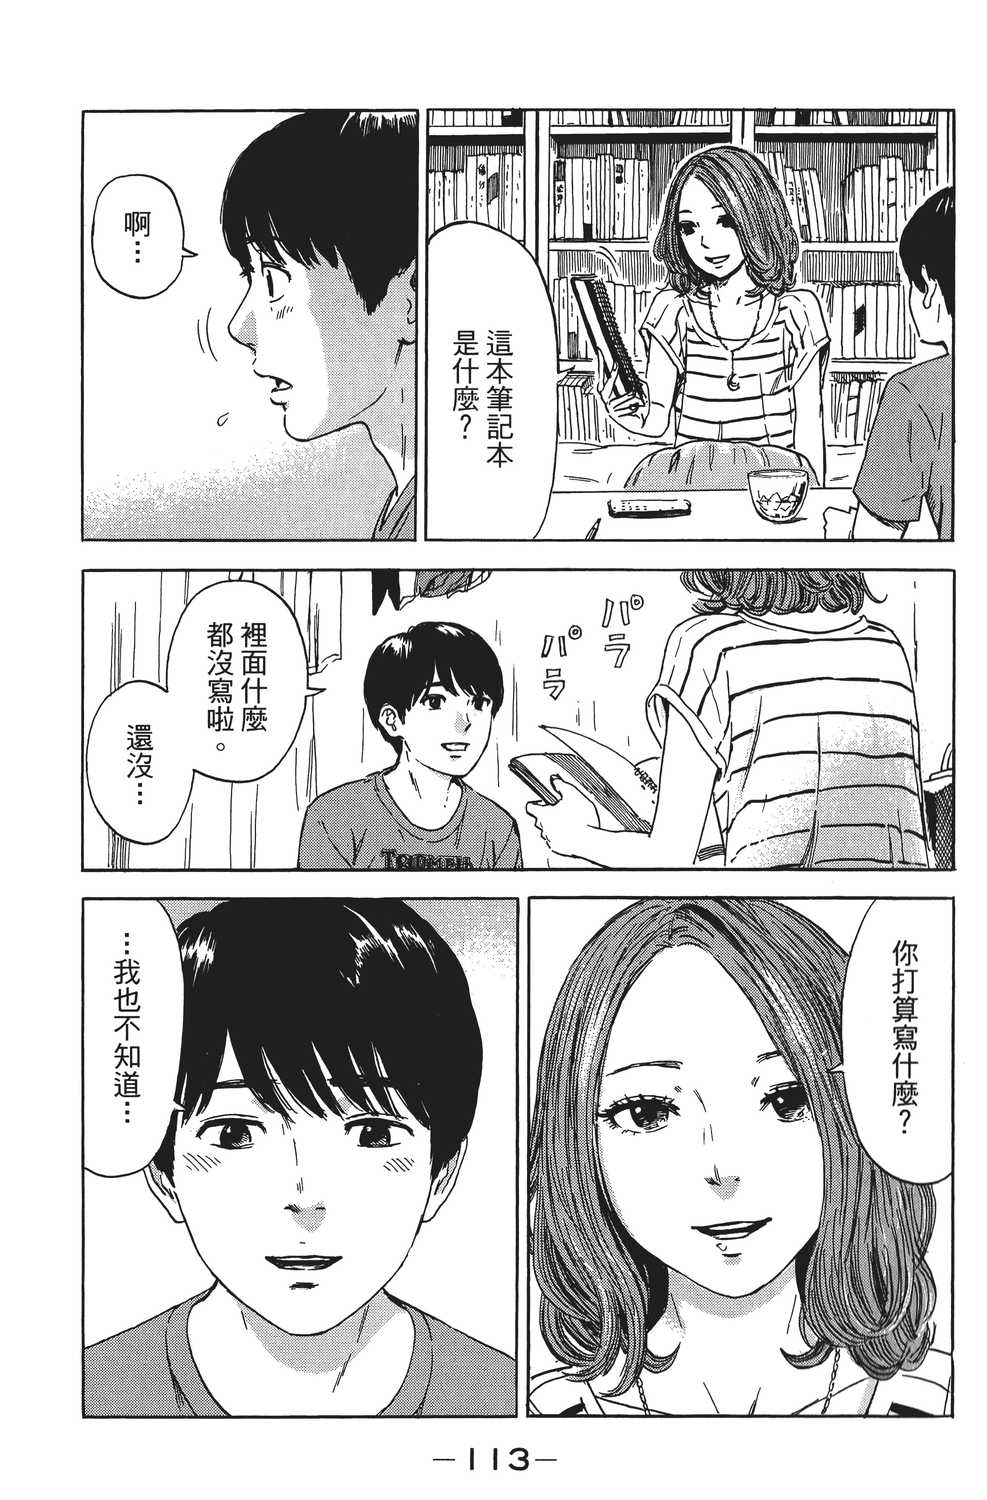 這本筆記本
是什麼?
啊…
パラ
パラ
裡面什麼
都沒寫啦。
還沒…
你打算寫什麼?
…我也不知道…
—113—